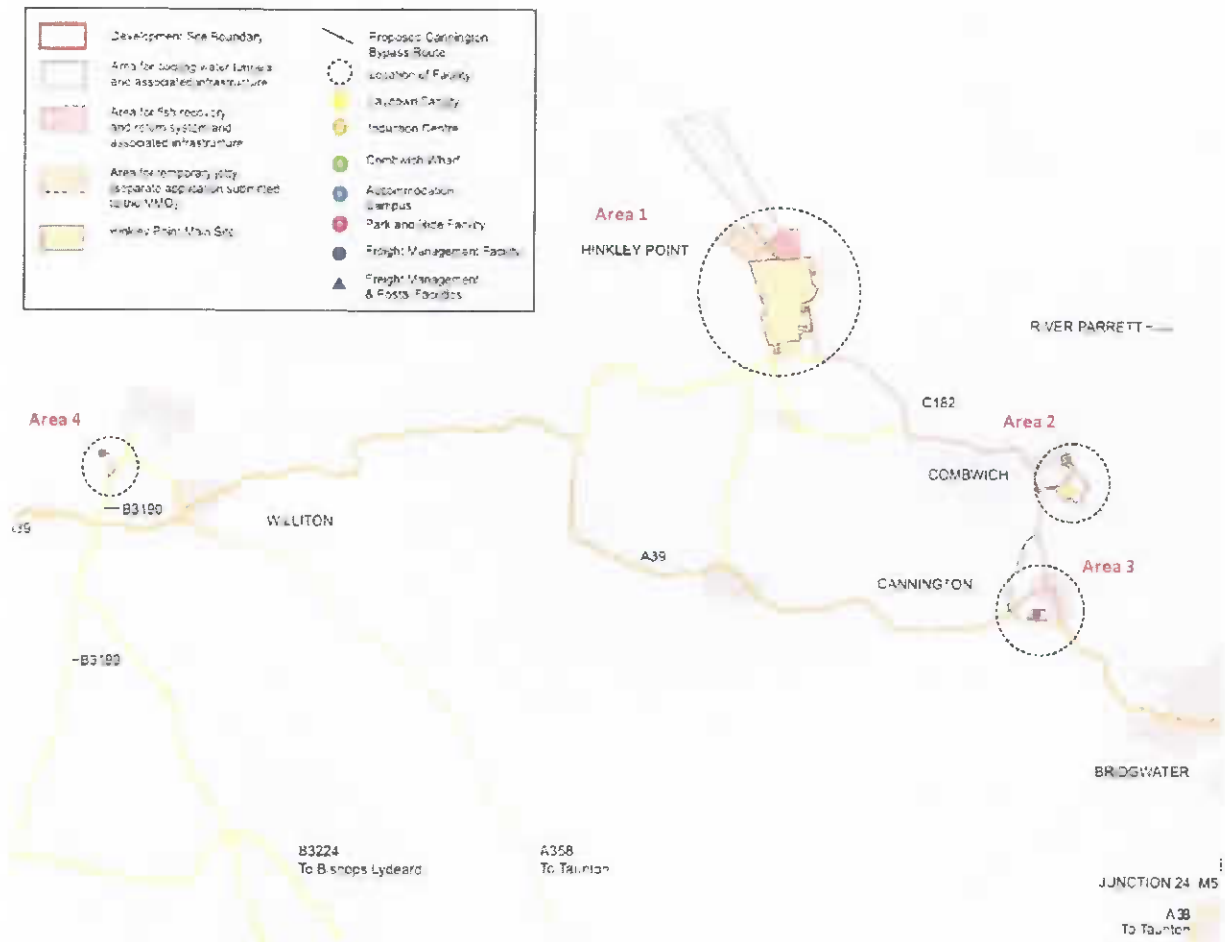 Development Site Boundary
Area for cooling water tunnels
and associated infrastructure
Area for fish recovery
and return system and
associated infrastructure
Area for temporary jetty
(separate application submitted
to the MMO)
Hinkley Point Main Site
Proposed Cannington
Bypass Route
Location of Facility
Laydown Facility
Induction Centre
Combwich Wharf
Accommodation
Campus
Park and Ride Facility
Freight Management Facility
Freight Management
& Postal Facilities
Area 1
HINKLEY POINT
RIVER PARRETT
C182
Area 2
COMBWICH
Area 4
B3190
WILLITON
A39
CANNINGTON
Area 3
B3190
BRIDGWATER
B3224
To Bishops Lydeard
A358
To Taunton
JUNCTION 24 M5
A38
To Taunton